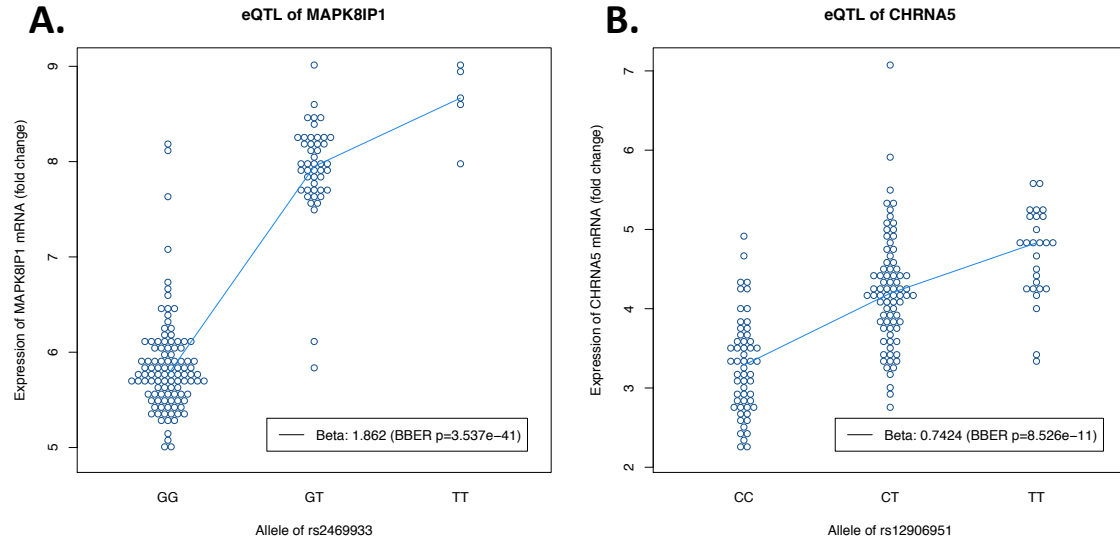 A.
eQTL of MAPK8IP1
Expression of MAPK8IP1 mRNA (fold change)
9
8
7
6
5
Beta: 1.862 (BBER p=3.537e−41)
GG GT TT
Allele of rs2469933
B.
eQTL of CHRNA5
Expression of CHRNA5 mRNA (fold change)
7
6
5
4
3
2
Beta: 0.7424 (BBER p=8.526e−11)
CC CT TT
Allele of rs12906951